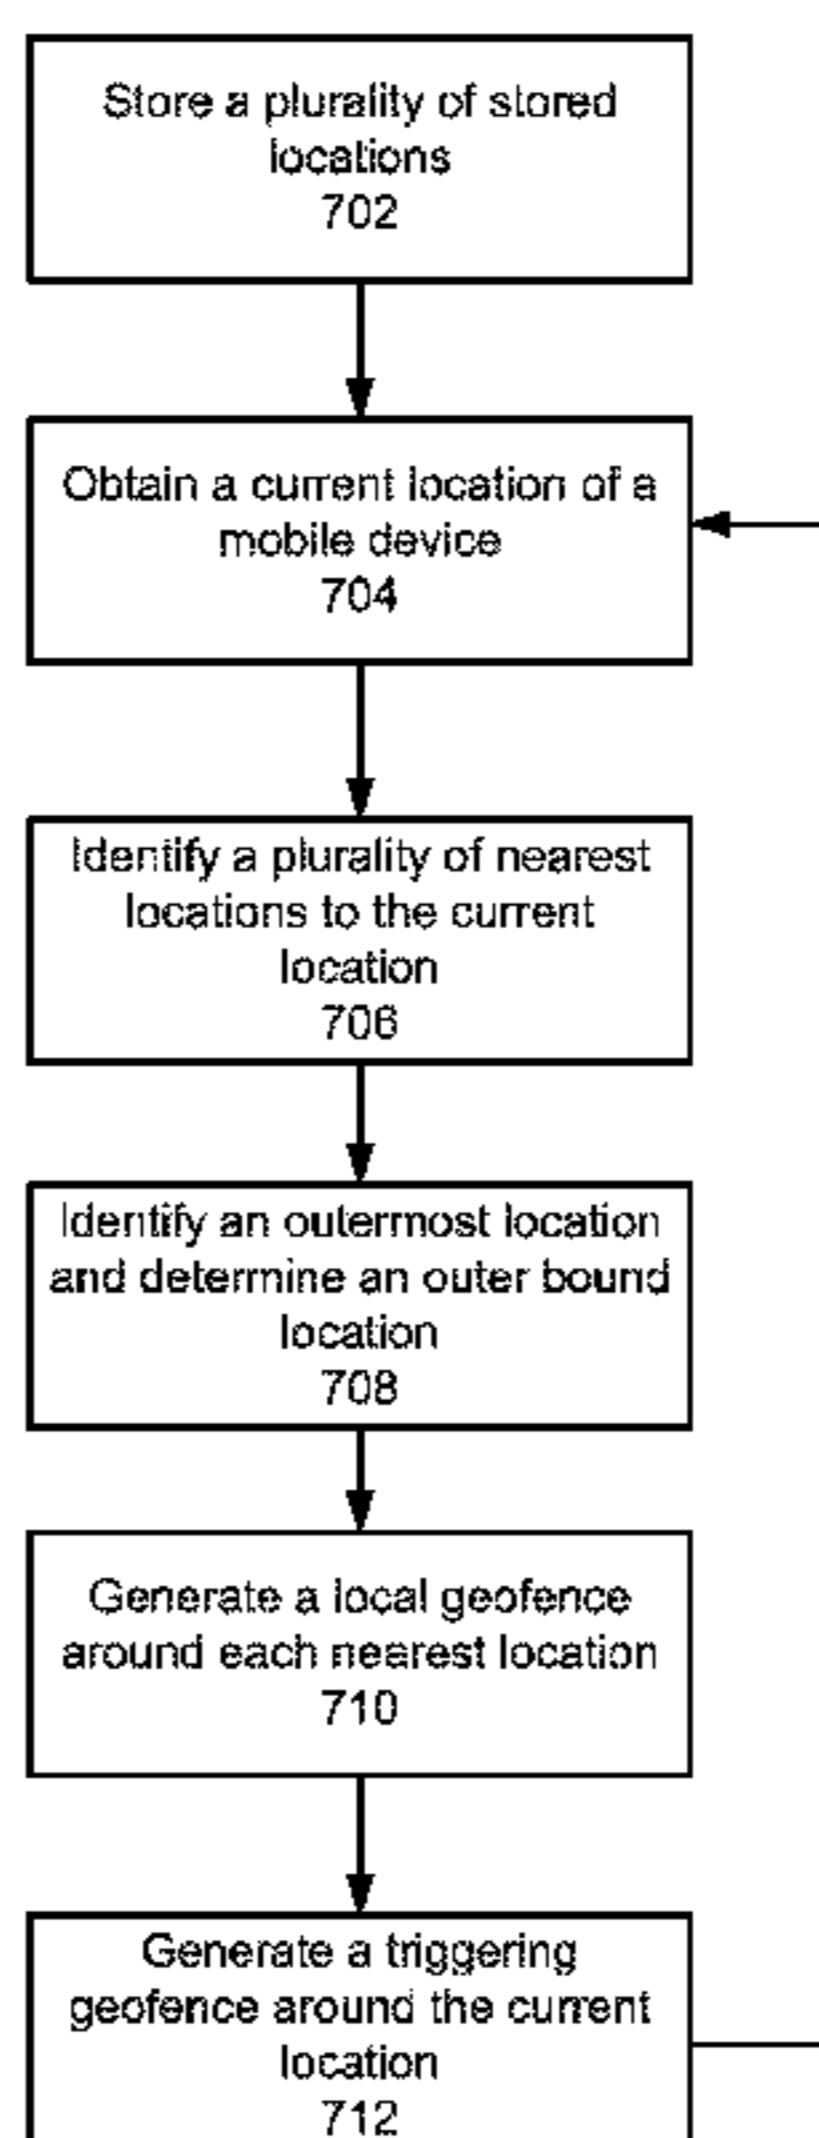 Store a plurality of stored
locations
702
Obtain a current location of a
mobile device
704
Identify a plurality of nearest
locations to the current
location
706
Identify an outermost location
and determine an outer bound
location
708
Generate a local geofence
around each nearest location
710
Generate a triggering
geofence around the current
location
712